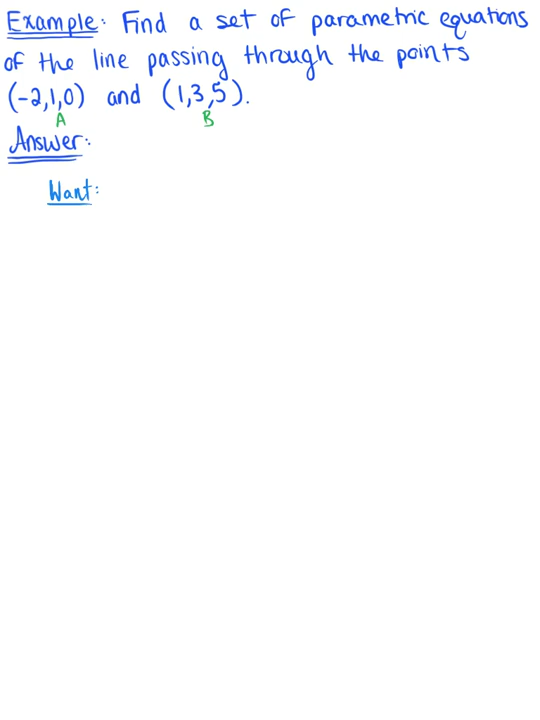 Example: Find a set of parametric equations
of the line passing through the points
(-2,1,0) and (1,3,5).
A B
Answer:
Want: